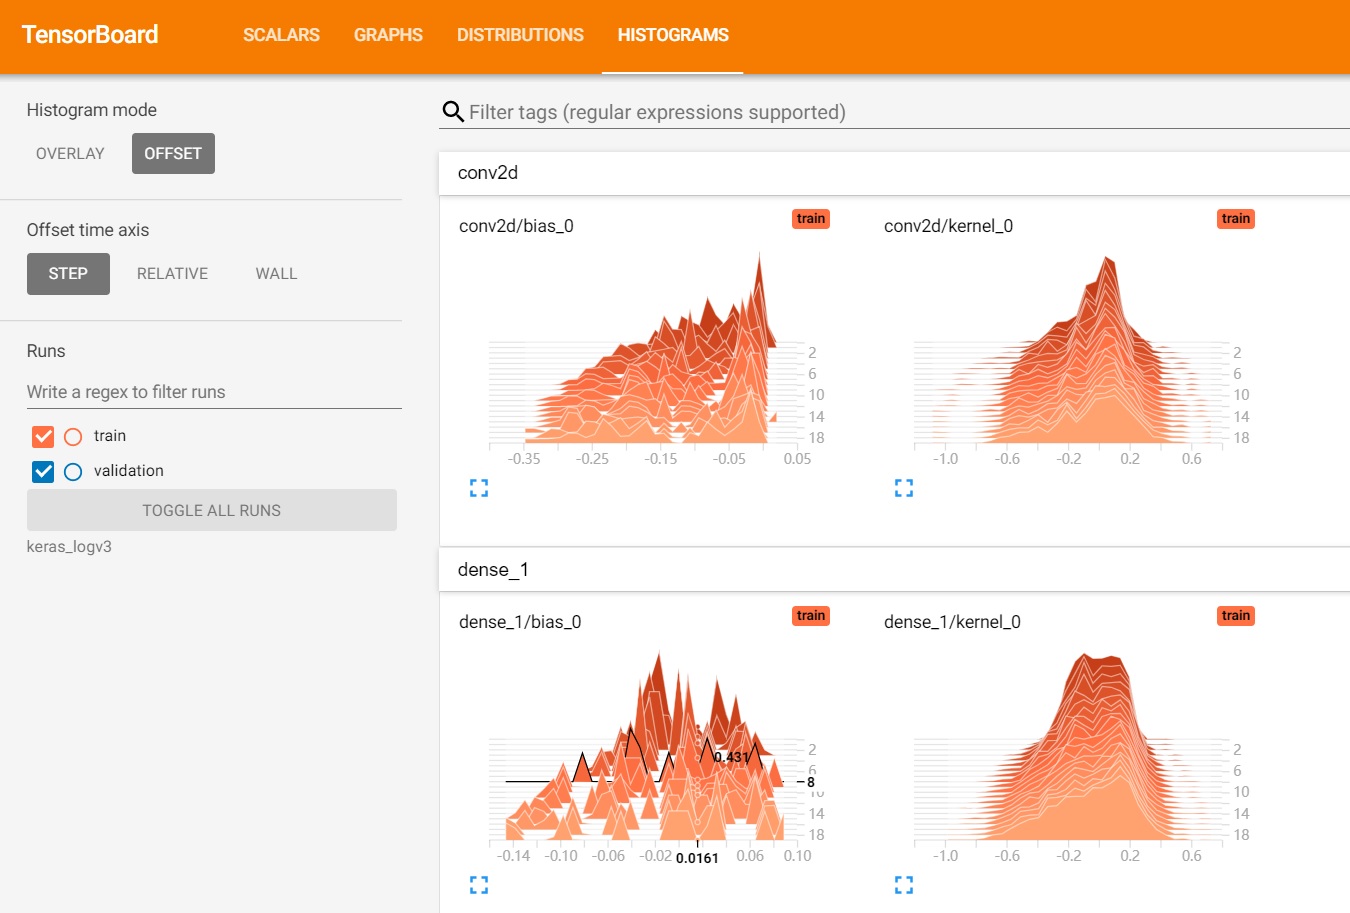 TensorBoard SCALARS GRAPHS DISTRIBUTIONS HISTOGRAMS
Histogram mode
OVERLAY OFFSET
Offset time axis
STEP RELATIVE WALL
Runs
Write a regex to filter runs
train
validation
TOGGLE ALL RUNS
keras_logv3
Filter tags (regular expressions supported)
conv2d
conv2d/bias_0 train
2
6
10
14
18
-0.35 -0.25 -0.15 -0.05 0.05
conv2d/kernel_0 train
2
6
10
14
18
-1.0 -0.6 -0.2 0.2 0.6
dense_1
dense_1/bias_0 train
0.431
2
6
8
10
14
18
-0.14 -0.10 -0.06 -0.02 0.0161 0.06 0.10
dense_1/kernel_0 train
2
6
10
14
18
-1.0 -0.6 -0.2 0.2 0.6